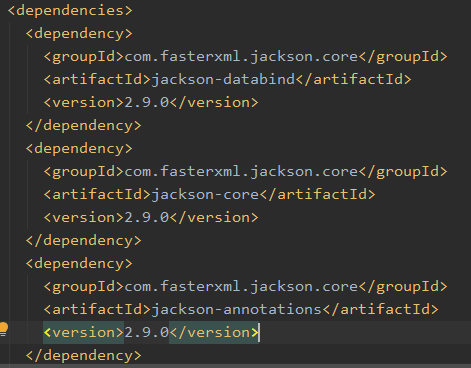 <dependencies>
<dependency>
<groupId>com.fasterxml.jackson.core</groupId>
<artifactId>jackson-databind</artifactId>
<version>2.9.0</version>
</dependency>
<dependency>
<groupId>com.fasterxml.jackson.core</groupId>
<artifactId>jackson-core</artifactId>
<version>2.9.0</version>
</dependency>
<dependency>
<groupId>com.fasterxml.jackson.core</groupId>
<artifactId>jackson-annotations</artifactId>
<version>2.9.0</version>
</dependency>